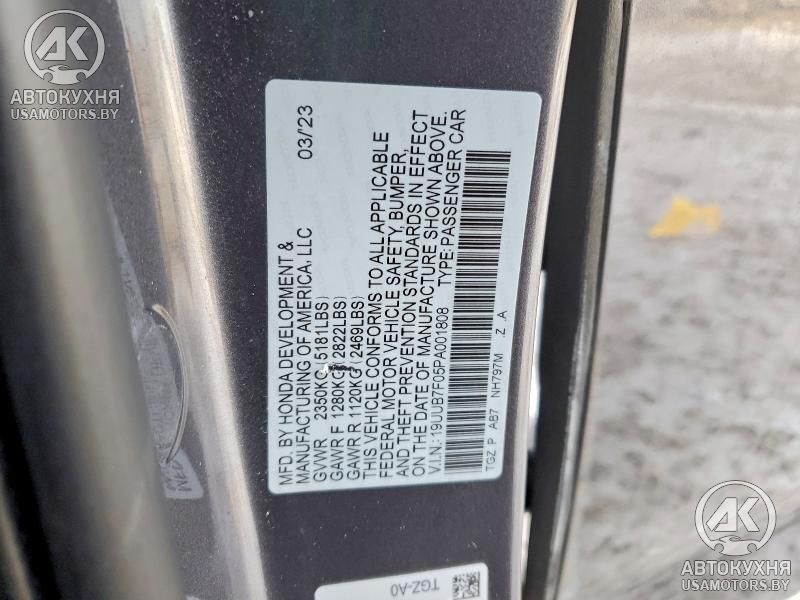 AK
АВТОКУХНЯ
USAMOTORS.BY
MFD. BY HONDA DEVELOPMENT &
MANUFACTURING OF AMERICA, LLC 03/'23
GVWR 2350KG (5181LBS)
GAWR F 1280KG (2822LBS)
GAWR R 1120KG (2469LBS)
THIS VEHICLE CONFORMS TO ALL APPLICABLE
FEDERAL MOTOR VEHICLE SAFETY, BUMPER,
AND THEFT PREVENTION STANDARDS IN EFFECT
ON THE DATE OF MANUFACTURE SHOWN ABOVE.
V.I.N.: 19UUB7F05PA001808 TYPE: PASSENGER CAR
TGZ P AB7 NH797M .Z .A
TGZ-A0
AK
АВТОКУХНЯ
USAMOTORS.BY